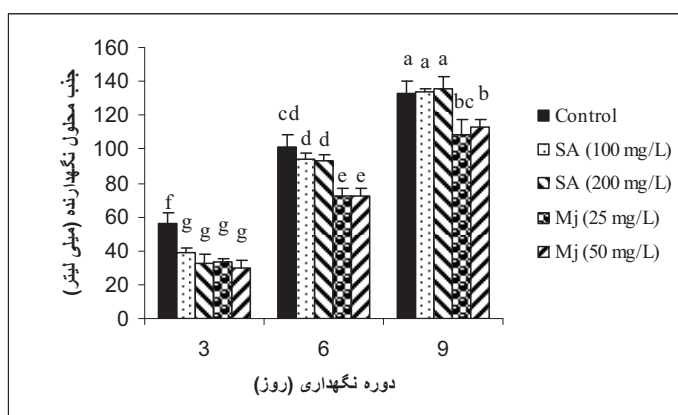 جذب محلول نگهدارنده (میلی لیتر)
160
140
120
100
80
60
40
20
0
f g g g g
cd d d e e
a a a bc b
3 6 9
دوره نگهداری (روز)
Control
SA (100 mg/L)
SA (200 mg/L)
Mj (25 mg/L)
Mj (50 mg/L)